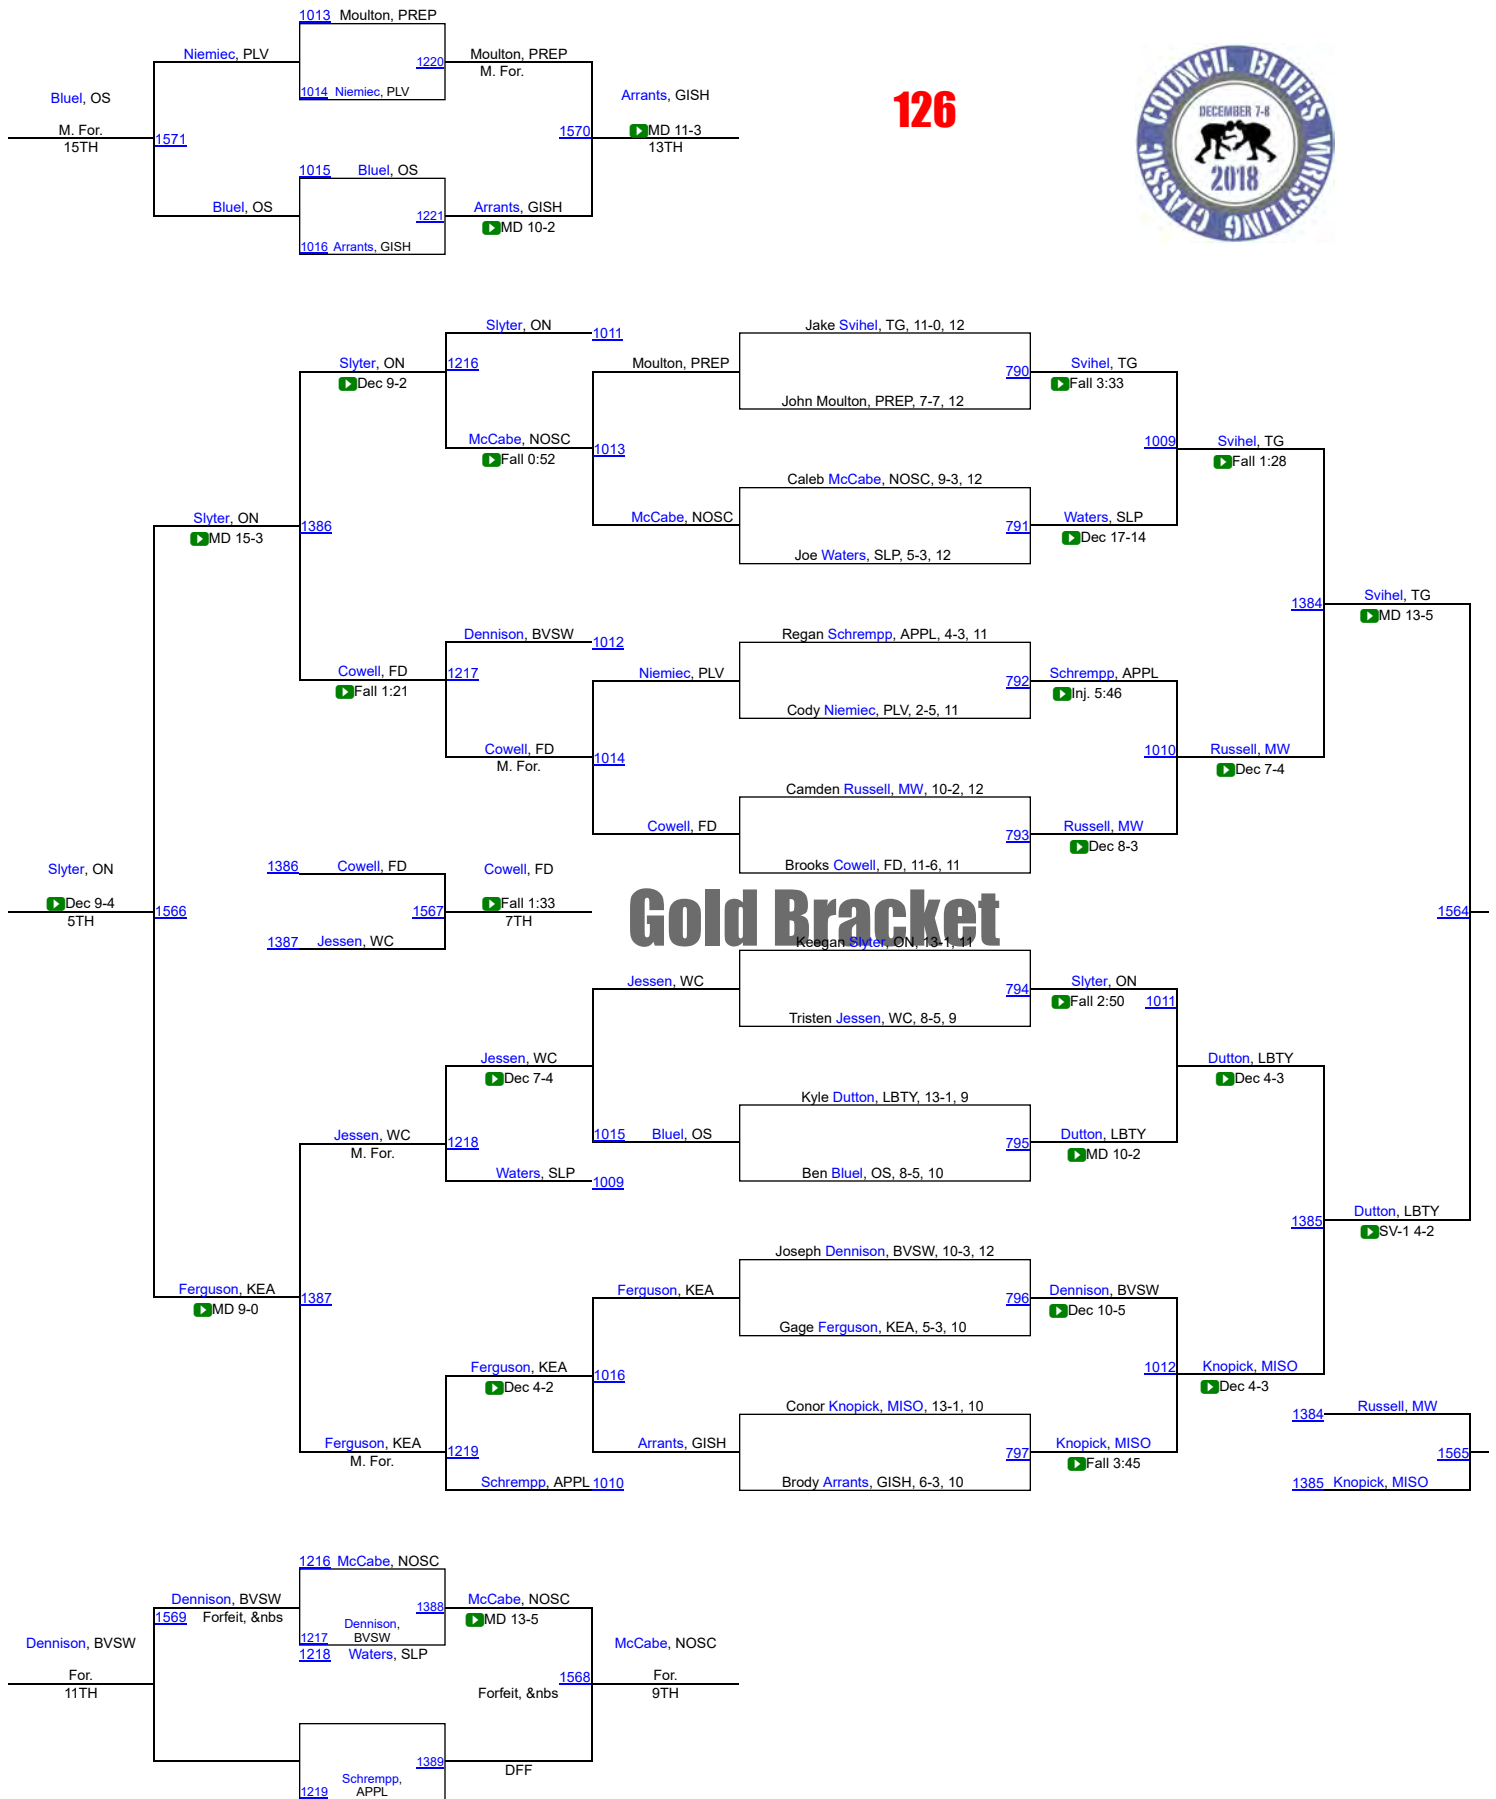 1013 Moulton, PREP
Niemiec, PLV
1220
Moulton, PREP
M. For.
1014 Niemiec, PLV
Bluel, OS
M. For.
15TH
1571
Arrants, GISH
1570
MD 11-3
13TH
1015 Bluel, OS
Bluel, OS
1221
Arrants, GISH
MD 10-2
1016 Arrants, GISH
126
COUNCIL BLUFFS WRESTLING CLASSIC
DECEMBER 7-8
2018
Slyter, ON
1011
Jake Svihel, TG, 11-0, 12
Slyter, ON
Dec 9-2
1216
Moulton, PREP
790
Svihel, TG
Fall 3:33
John Moulton, PREP, 7-7, 12
McCabe, NOSC
Fall 0:52
1013
1009
Svihel, TG
Fall 1:28
Caleb McCabe, NOSC, 9-3, 12
Slyter, ON
MD 15-3
1386
McCabe, NOSC
791
Waters, SLP
Dec 17-14
Joe Waters, SLP, 5-3, 12
1384
Svihel, TG
MD 13-5
Dennison, BVSW
1012
Regan Schrempp, APPL, 4-3, 11
Cowell, FD
Fall 1:21
1217
Niemiec, PLV
792
Schrempp, APPL
Inj. 5:46
Cody Niemiec, PLV, 2-5, 11
Cowell, FD
M. For.
1014
1010
Russell, MW
Dec 7-4
Camden Russell, MW, 10-2, 12
Cowell, FD
793
Russell, MW
Dec 8-3
Brooks Cowell, FD, 11-6, 11
Slyter, ON
Dec 9-4
5TH
1566
1386 Cowell, FD
1567
Cowell, FD
Fall 1:33
7TH
1387 Jessen, WC
Gold Bracket
1564
Keegan Slyter, ON, 13-1, 11
Jessen, WC
794
Slyter, ON
Fall 2:50
1011
Tristen Jessen, WC, 8-5, 9
Jessen, WC
Dec 7-4
Dutton, LBTY
Dec 4-3
Kyle Dutton, LBTY, 13-1, 9
Jessen, WC
M. For.
1218
1015 Bluel, OS
795
Dutton, LBTY
MD 10-2
Waters, SLP
1009
Ben Bluel, OS, 8-5, 10
1385
Dutton, LBTY
SV-1 4-2
Joseph Dennison, BVSW, 10-3, 12
Ferguson, KEA
MD 9-0
1387
Ferguson, KEA
796
Dennison, BVSW
Dec 10-5
Gage Ferguson, KEA, 5-3, 10
Ferguson, KEA
Dec 4-2
1016
1012
Knopick, MISO
Dec 4-3
Conor Knopick, MISO, 13-1, 10
1384
Russell, MW
Ferguson, KEA
M. For.
1219
Arrants, GISH
797
Knopick, MISO
Fall 3:45
1565
Schrempp, APPL 1010
Brody Arrants, GISH, 6-3, 10
1385 Knopick, MISO
1216 McCabe, NOSC
Dennison, BVSW
1569 Forfeit, &nbs
1388
McCabe, NOSC
MD 13-5
Dennison,
1217 BVSW
1218 Waters, SLP
Dennison, BVSW
For.
11TH
McCabe, NOSC
1568
Forfeit, &nbs
For.
9TH
1389
DFF
Schrempp,
1219 APPL